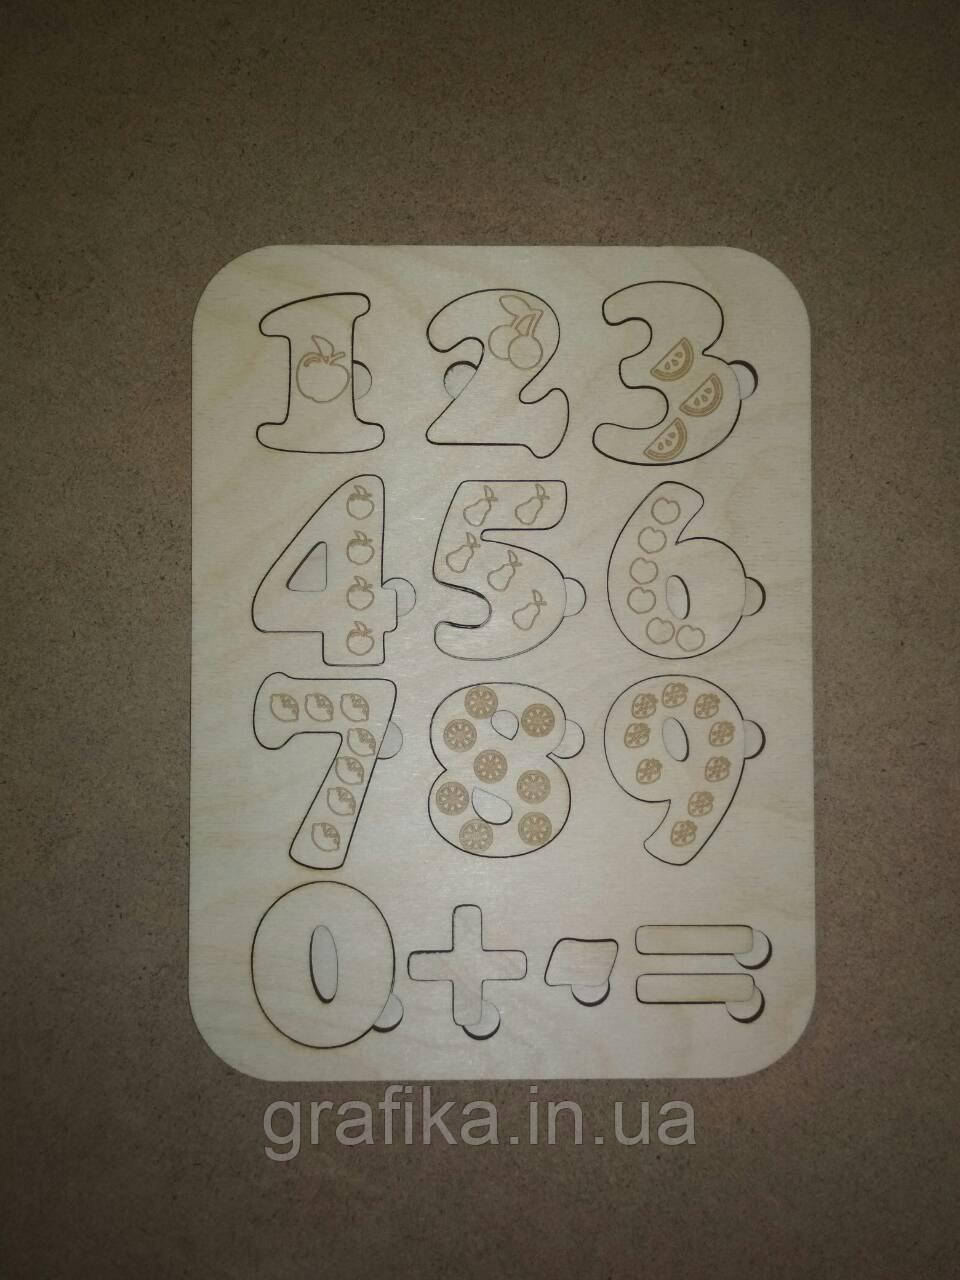 1 2 3
4 5 6
7 8 9
0 + - =
grafika.in.ua